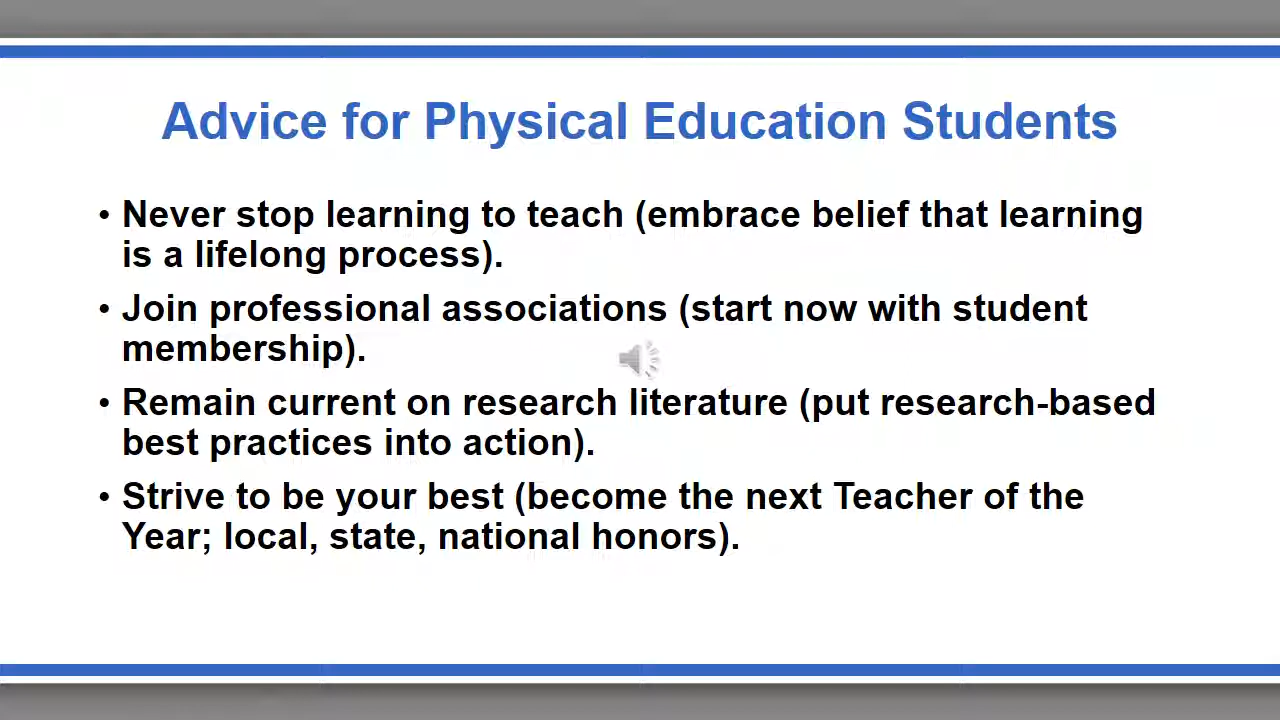 Advice for Physical Education Students
• Never stop learning to teach (embrace belief that learning
is a lifelong process).
• Join professional associations (start now with student
membership).
• Remain current on research literature (put research-based
best practices into action).
• Strive to be your best (become the next Teacher of the
Year; local, state, national honors).